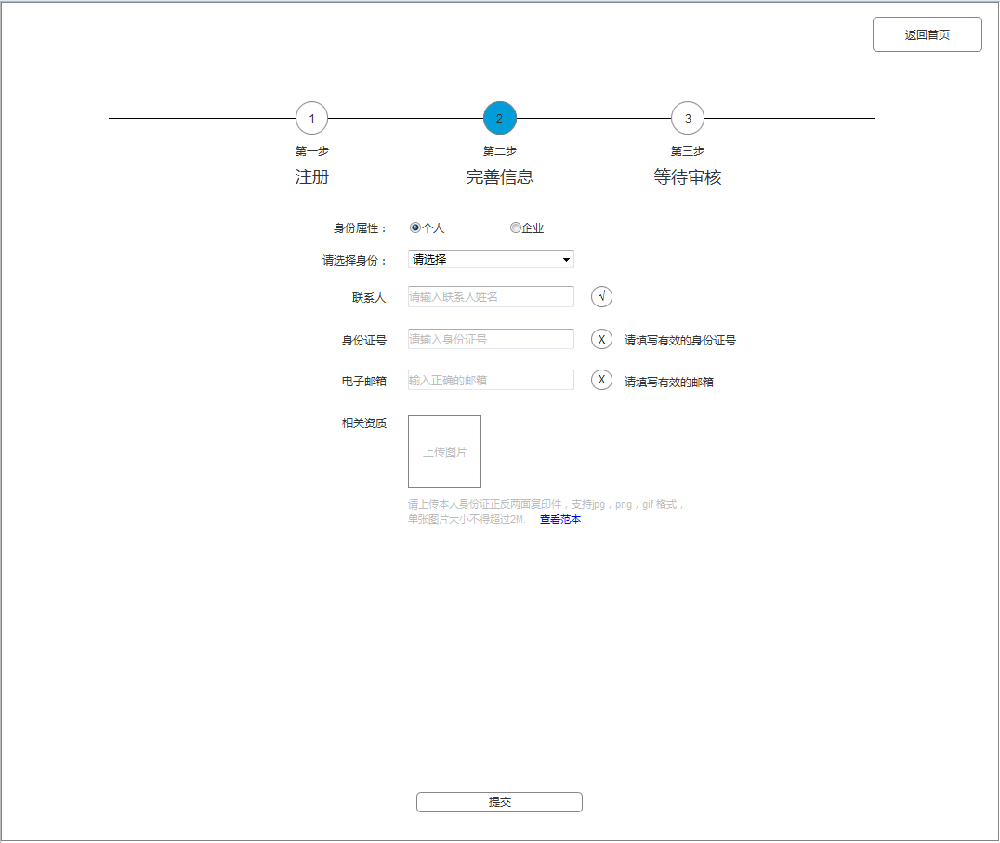 返回首页
1 2 3
第一步 第二步 第三步
注册 完善信息 等待审核
身份属性： 个人 企业
请选择身份： 请选择
联系人 请输入联系人姓名 √
身份证号 请输入身份证号 X 请填写有效的身份证号
电子邮箱 输入正确的邮箱 X 请填写有效的邮箱
相关资质
上传图片
请上传本人身份证正反两面复印件，支持jpg，png，gif 格式，
单张图片大小不得超过2M. 查看范本
提交